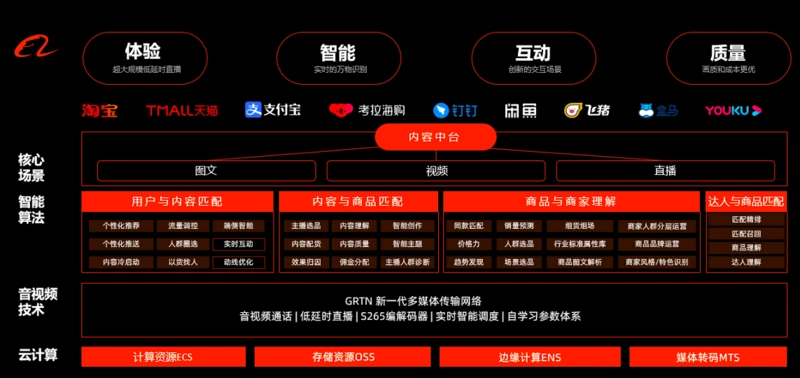 体验
超大规模低延时直播
智能
实时的万物识别
互动
创新的交互场景
质量
画质和成本更优
淘宝 TMALL天猫 支付宝 考拉海购 钉钉 闲鱼 飞猪 盒马 YOUKU
内容中台
核心
场景
图文 视频 直播
智能
算法
用户与内容匹配
个性化推荐 流量调控 端侧智能
个性化推送 人群圈选 实时互动
内容冷启动 以货找人 动线优化
内容与商品匹配
主播选品 内容理解 智能创作
内容配货 内容质量 智能主题
效果归因 佣金分配 主播人群诊断
商品与商家理解
同款匹配 销量预测 组货组场 商家人群分层运营
价格力 人群选品 行业标准属性库 商品品牌运营
趋势发现 场景选品 商品图文解析 商家风格/特色识别
达人与商品匹配
匹配精排
匹配召回
商品理解
达人理解
音视频
技术
GRTN 新一代多媒体传输网络
音视频通话 | 低延时直播 | S265编解码器 | 实时智能调度 | 自学习参数体系
云计算
计算资源ECS 存储资源OSS 边缘计算ENS 媒体转码MTS